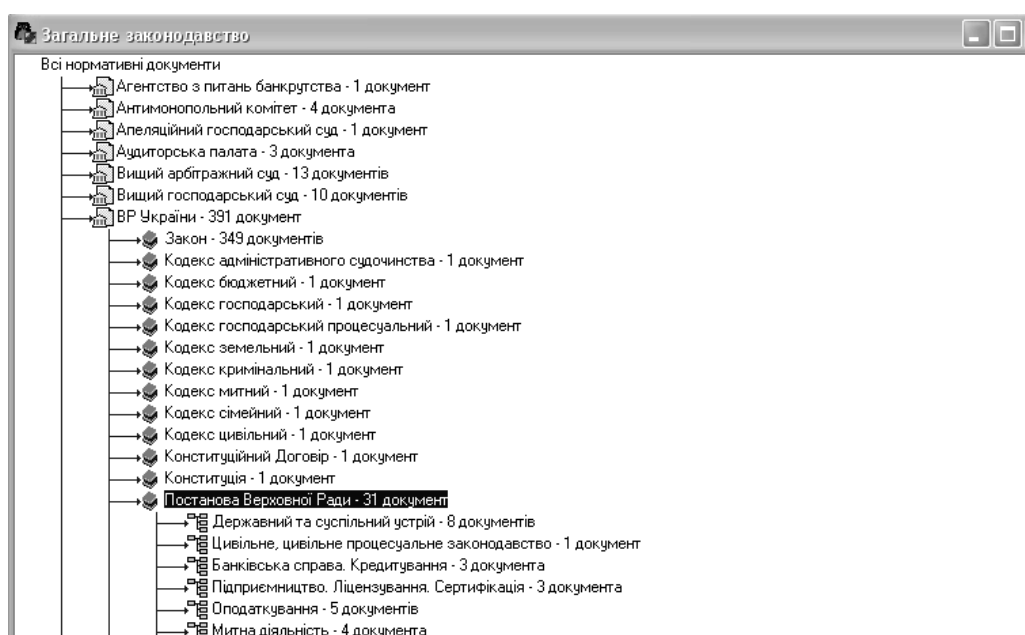 Загальне законодавство
Всі нормативні документи
Агентство з питань банкрутства - 1 документ
Антимонопольний комітет - 4 документа
Апеляційний господарський суд - 1 документ
Аудиторська палата - 3 документа
Вищий арбітражний суд - 13 документів
Вищий господарський суд - 10 документів
ВР України - 391 документ
Закон - 349 документів
Кодекс адміністративного судочинства - 1 документ
Кодекс бюджетний - 1 документ
Кодекс господарський - 1 документ
Кодекс господарський процесуальний - 1 документ
Кодекс земельний - 1 документ
Кодекс кримінальний - 1 документ
Кодекс митний - 1 документ
Кодекс сімейний - 1 документ
Кодекс цивільний - 1 документ
Конституційний Договір - 1 документ
Конституція - 1 документ
Постанова Верховної Ради - 31 документ
Державний та суспільний устрій - 8 документів
Цивільне, цивільне процесуальне законодавство - 1 документ
Банківська справа. Кредитування - 3 документа
Підприємництво. Ліцензування. Сертифікація - 3 документа
Оподаткування - 5 документів
Митна діяльність - 4 документа